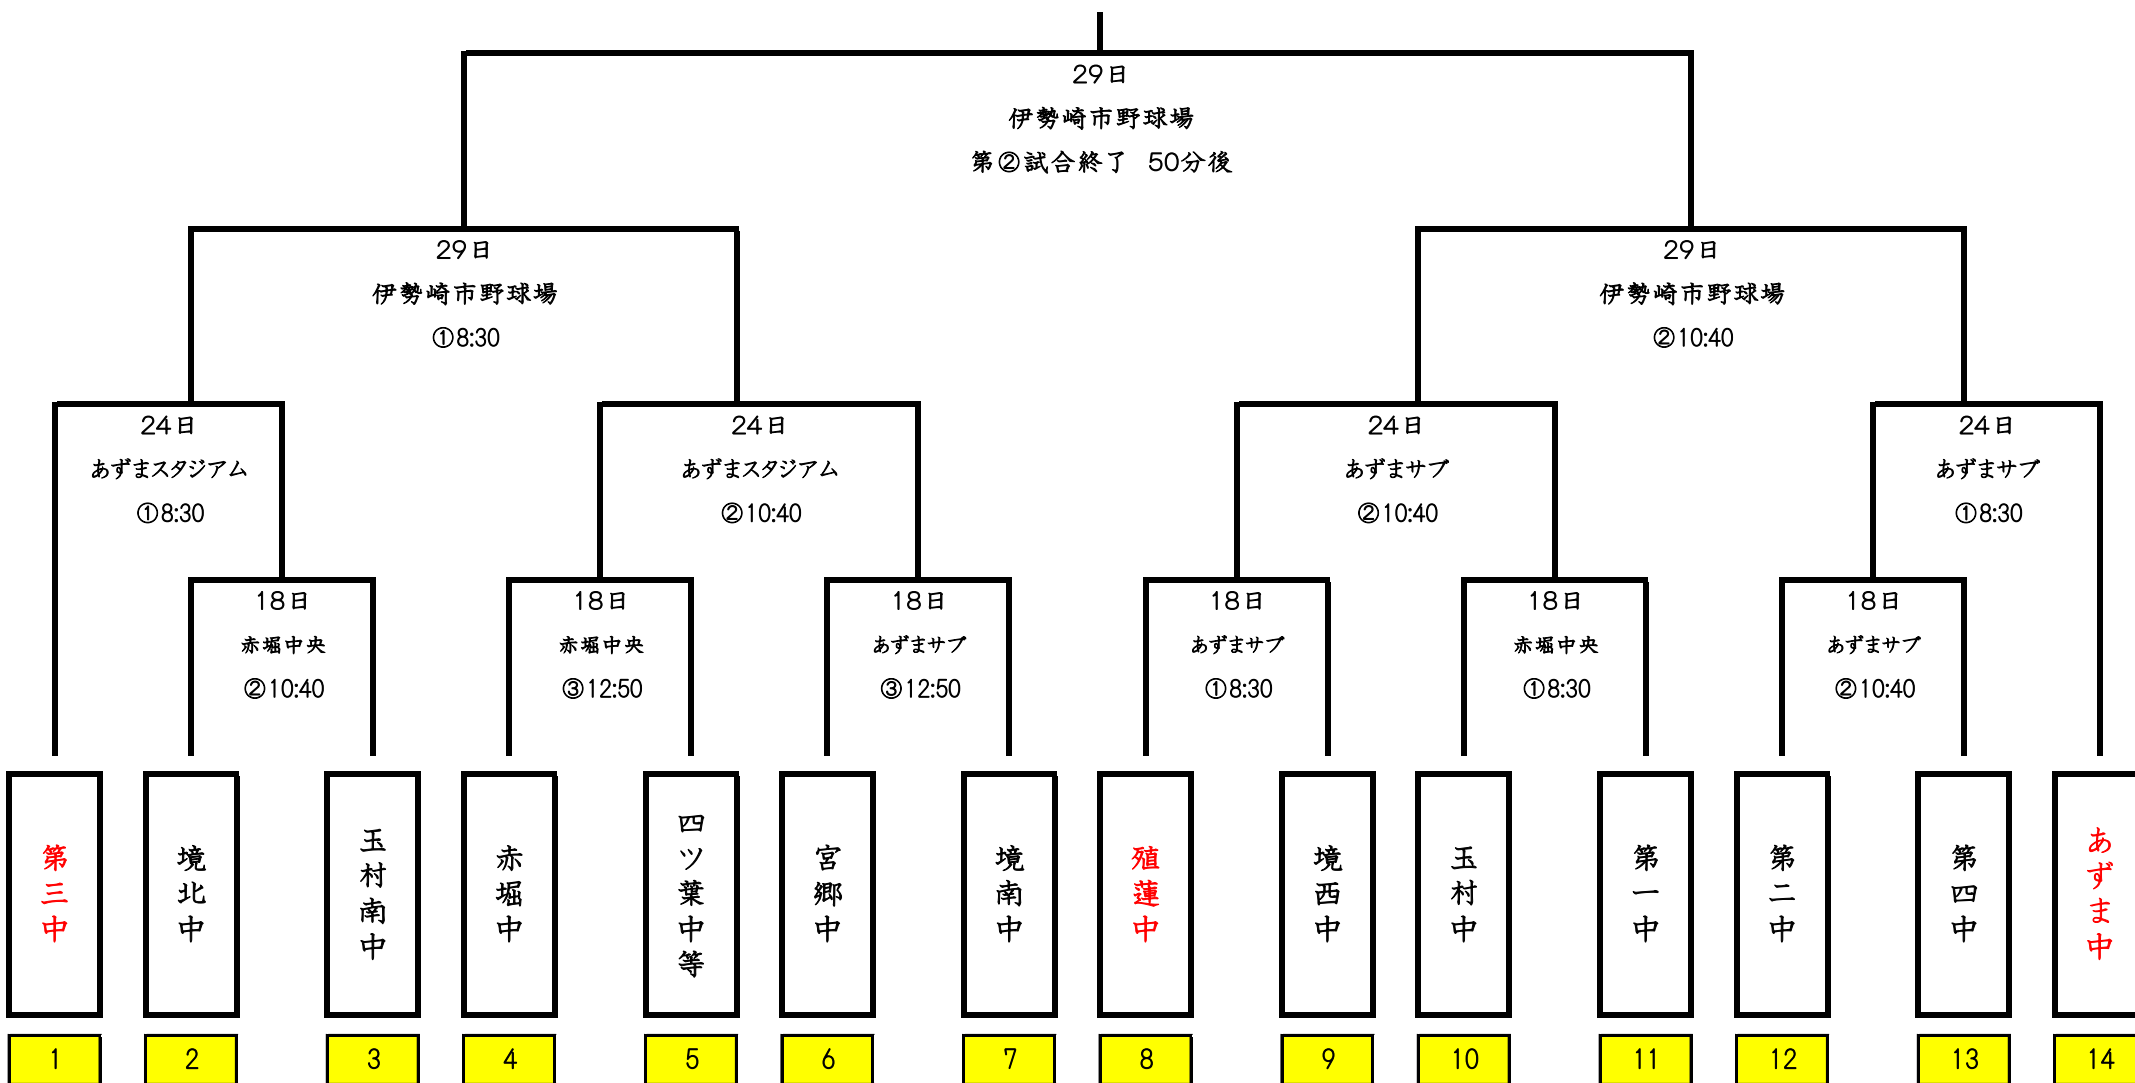 29日
伊勢崎市野球場
第②試合終了 50分後
29日
伊勢崎市野球場
①8:30
29日
伊勢崎市野球場
②10:40
24日
あずまスタジアム
①8:30
24日
あずまスタジアム
②10:40
24日
あずまサブ
②10:40
24日
あずまサブ
①8:30
18日
赤堀中央
②10:40
18日
赤堀中央
③12:50
18日
あずまサブ
③12:50
18日
あずまサブ
①8:30
18日
赤堀中央
①8:30
18日
あずまサブ
②10:40
第三中
境北中
玉村南中
赤堀中
四ツ葉中等
宮郷中
境南中
殖蓮中
境西中
玉村中
第一中
第二中
第四中
あずま中
1
2
3
4
5
6
7
8
9
10
11
12
13
14